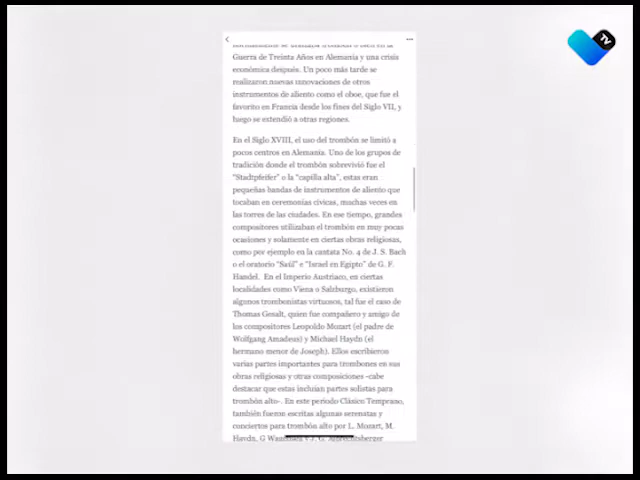 Guerra de Treinta Años en Alemania y una crisis
económica después. Un poco más tarde se
realizaron nuevas innovaciones de otros
instrumentos de aliento como el oboe, que fue el
favorito en Francia desde los fines del Siglo VII, y
luego se extendió a otras regiones.
En el Siglo XVIII, el uso del trombón se limitó a
pocos centros en Alemania. Uno de los grupos de
tradición donde el trombón sobrevivió fue el
“Stadtpfeifer” o la “capilla alta”, estas eran
pequeñas bandas de instrumentos de aliento que
tocaban en ceremonias cívicas, muchas veces en
las torres de las ciudades. En ese tiempo, grandes
compositores utilizaban el trombón en muy pocas
ocasiones y solamente en ciertas obras religiosas,
como por ejemplo en la cantata No. 4 de J. S. Bach
o el oratorio “Saúl” e “Israel en Egipto” de G. F.
Handel. En el Imperio Austriaco, en ciertas
localidades como Viena o Salzburgo, existieron
algunos trombonistas virtuosos, tal fue el caso de
Thomas Gesalt, quien fue compañero y amigo de
los compositores Leopoldo Mozart (el padre de
Wolfgang Amadeus) y Michael Haydn (el
hermano menor de Joseph). Ellos escribieron
varias partes importantes para trombones en sus
obras religiosas y otras composiciones -cabe
destacar que estas incluían partes solistas para
trombón alto-. En este periodo Clásico Temprano,
también fueron escritas algunas serenatas y
conciertos para trombón alto por L. Mozart, M.
Haydn, G
TV